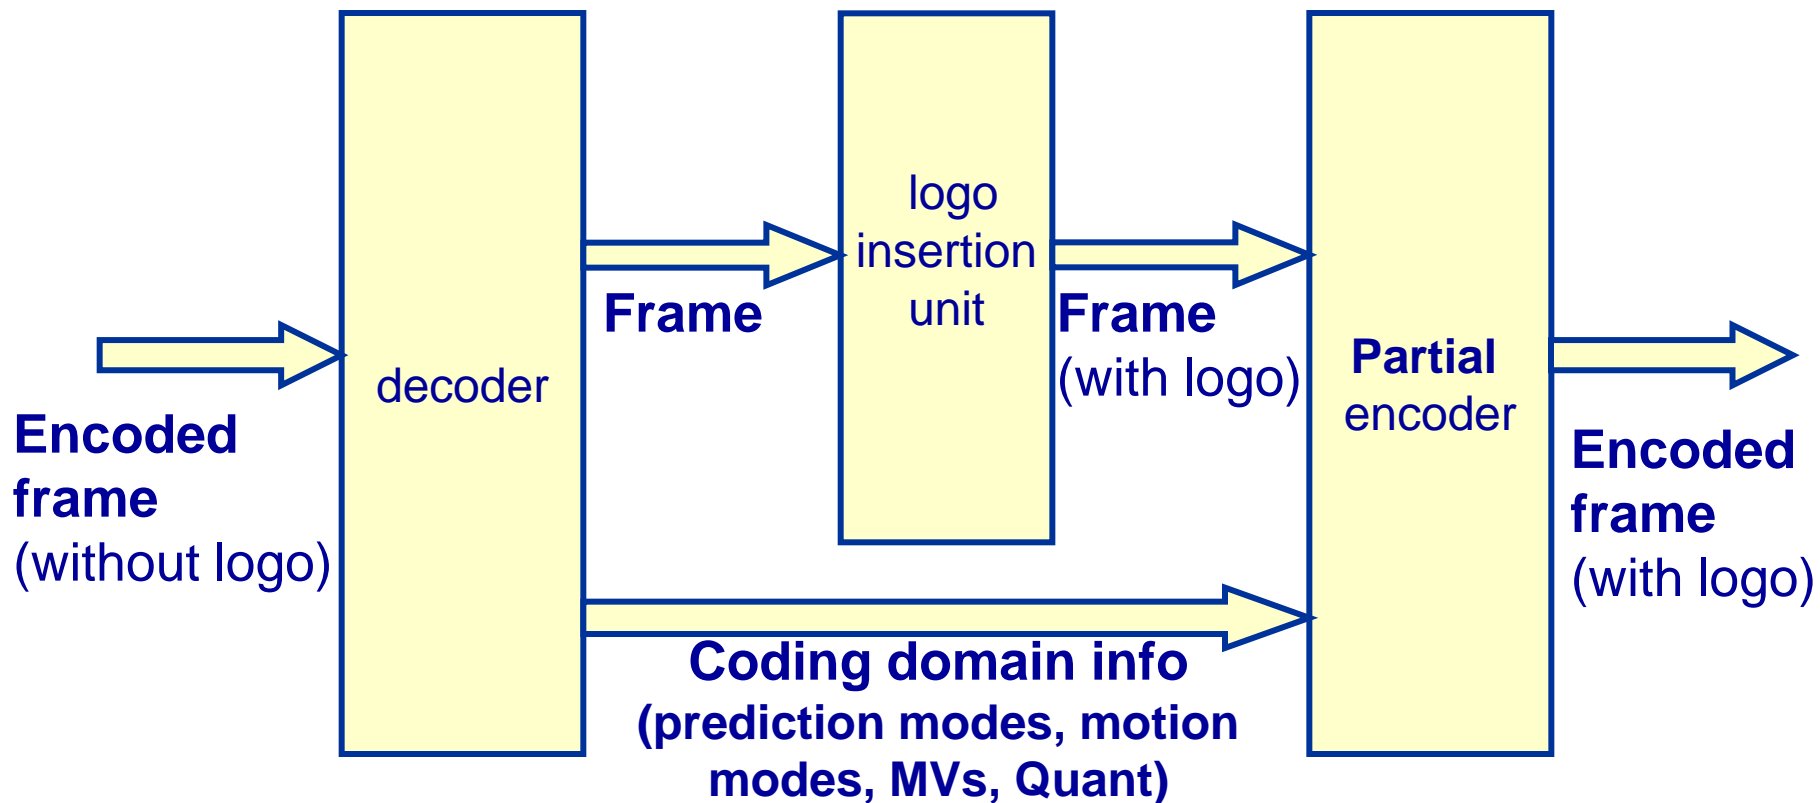 Encoded
frame
(without logo)
decoder
Frame
logo
insertion
unit
Frame
(with logo)
Coding domain info
(prediction modes, motion
modes, MVs, Quant)
Partial
encoder
Encoded
frame
(with logo)